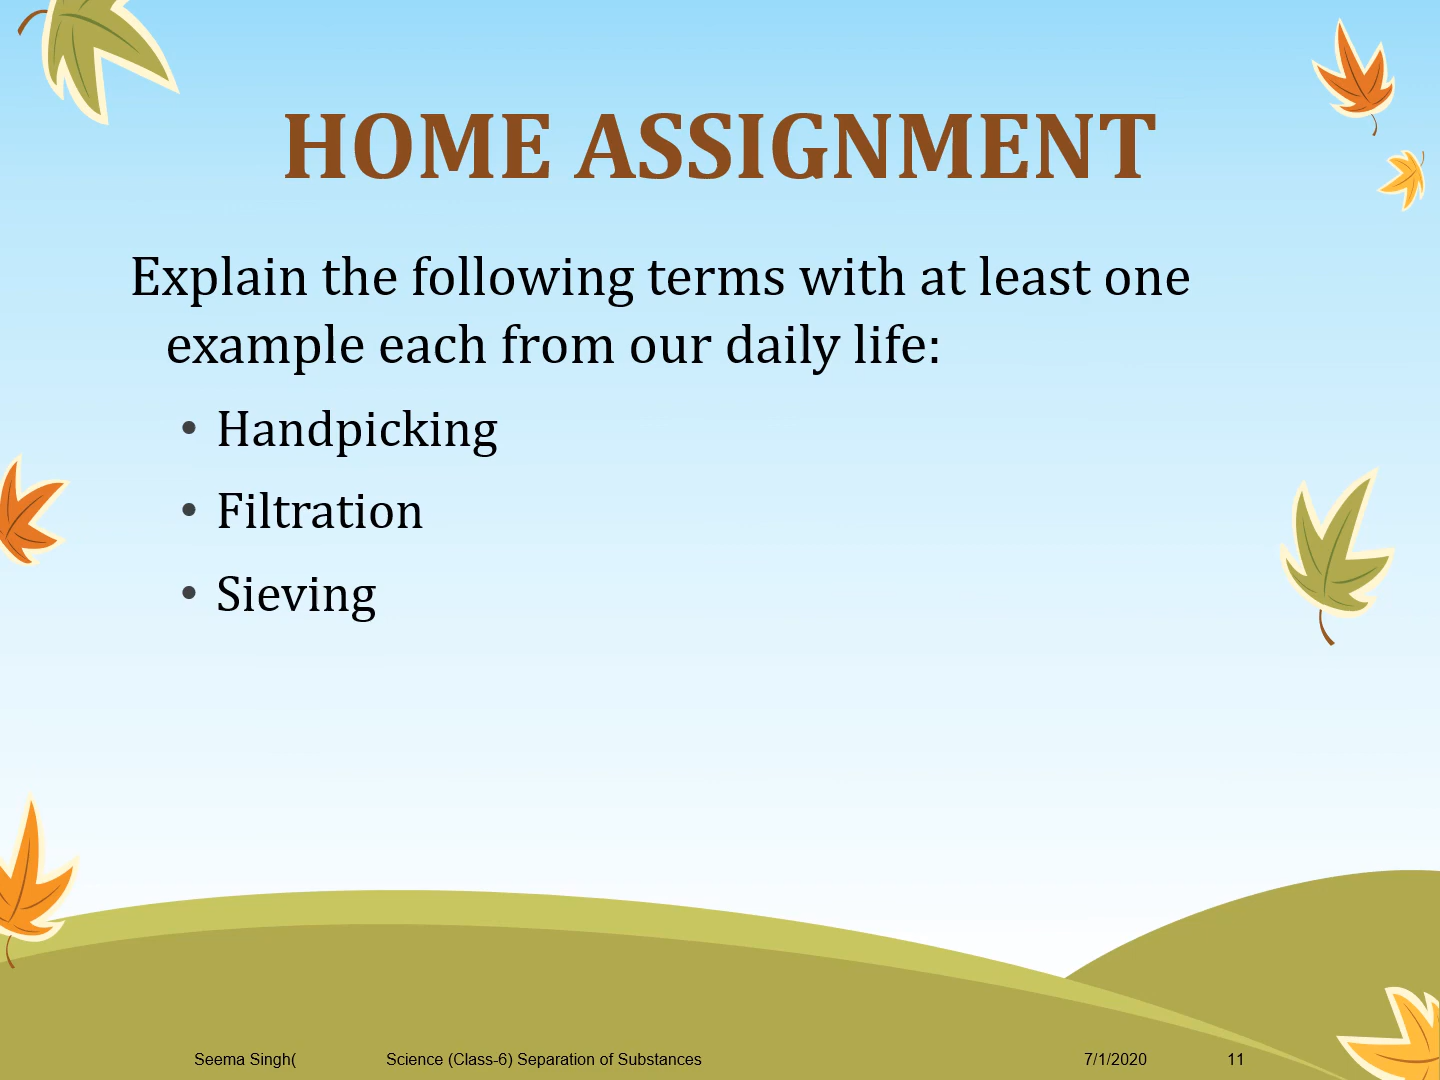 HOME ASSIGNMENT
Explain the following terms with at least one
example each from our daily life:
• Handpicking
• Filtration
• Sieving
Seema Singh( Science (Class-6) Separation of Substances 7/1/2020 11